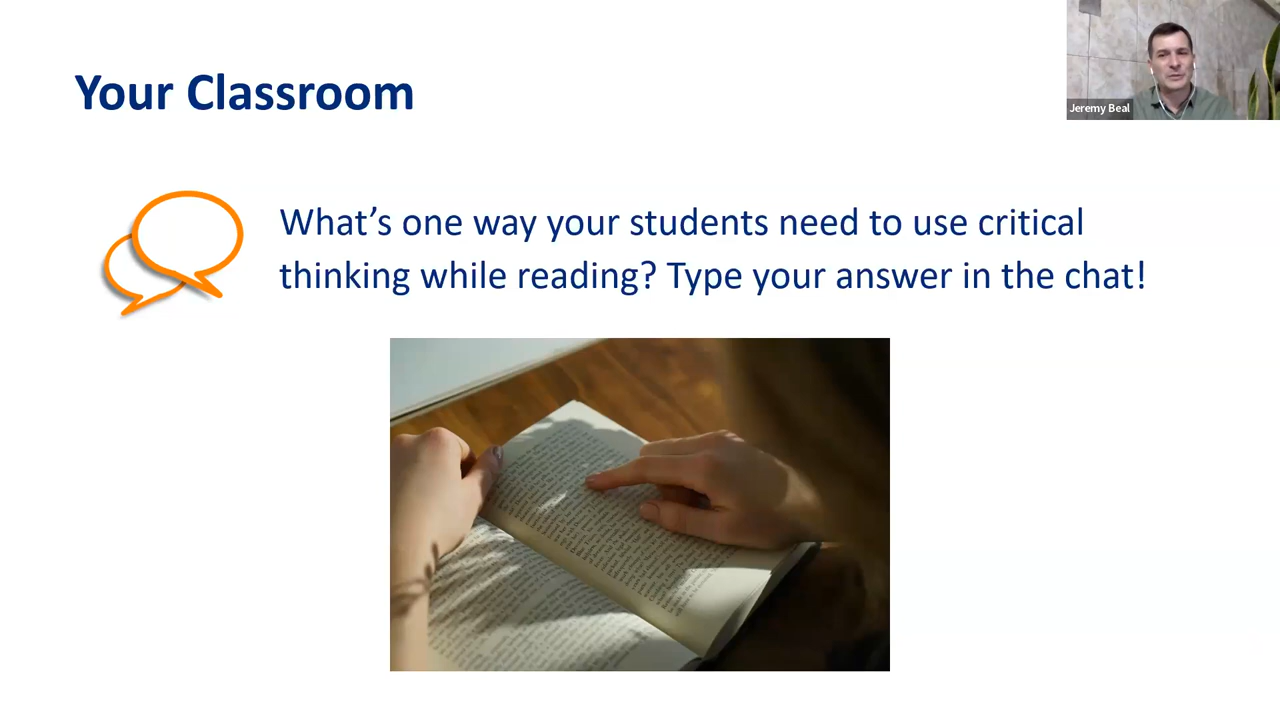 Your Classroom
Jeremy Beal
What's one way your students need to use critical
thinking while reading? Type your answer in the chat!